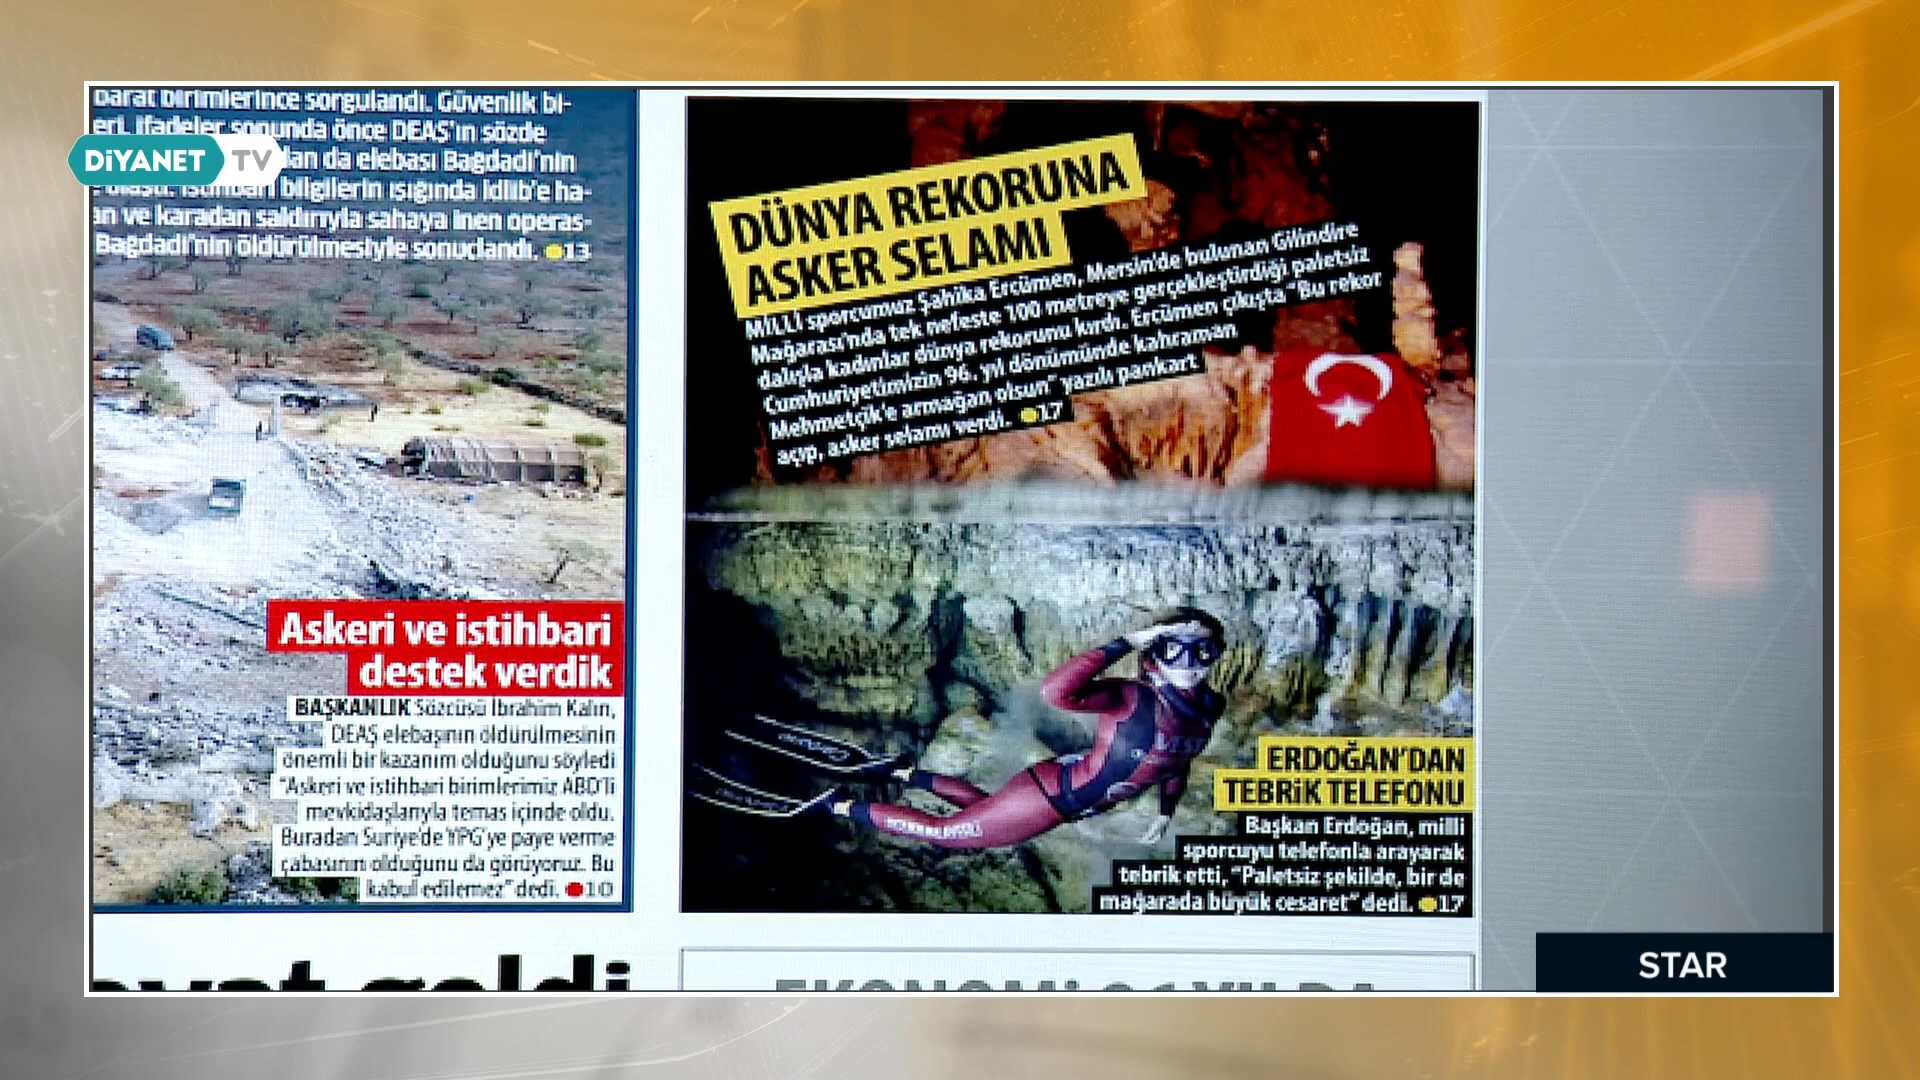 DİYANET TV
barat birimlerince sorgulandı. Güvenlik bi-
eri, ifadeler sonunda önce DEAŞ'ın sözde
dan da elebaşı Bağdadi'nin
ulaştı. İstihbari bilgilerin ışığında İdlib'e ha-
an ve karadan saldırıyla sahaya inen operas-
Bağdadi'nin öldürülmesiyle sonuçlandı. 13
Askeri ve istihbari
destek verdik
BAŞKANLIK Sözcüsü İbrahim Kalın,
DEAŞ elebaşının öldürülmesinin
önemli bir kazanım olduğunu söyledi
"Askeri ve istihbari birimlerimiz ABD'li
mevkidaşlarıyla temas içinde oldu.
Buradan Suriye'de YPG'ye paye verme
çabasının olduğunu da görüyoruz. Bu
kabul edilemez" dedi. 10
DÜNYA REKORUNA
ASKER SELAMI
MİLLİ sporcumuz Şahika Ercümen, Mersin'de bulunan Gilindire
Mağarası'nda tek nefeste 100 metreye gerçekleştirdiği paletsiz
dalışla kadınlar dünya rekorunu kırdı. Ercümen çıkışta "Bu rekor
Cumhuriyetimizin 96. yıl dönümünde kahraman
Mehmetçik'e armağan olsun" yazılı pankart
açıp, asker selamı verdi. 17
ERDOĞAN'DAN
TEBRİK TELEFONU
Başkan Erdoğan, milli
sporcuyu telefonla arayarak
tebrik etti, "Paletsiz şekilde, bir de
mağarada büyük cesaret" dedi. 17
geldi
EKONOMİ
STAR